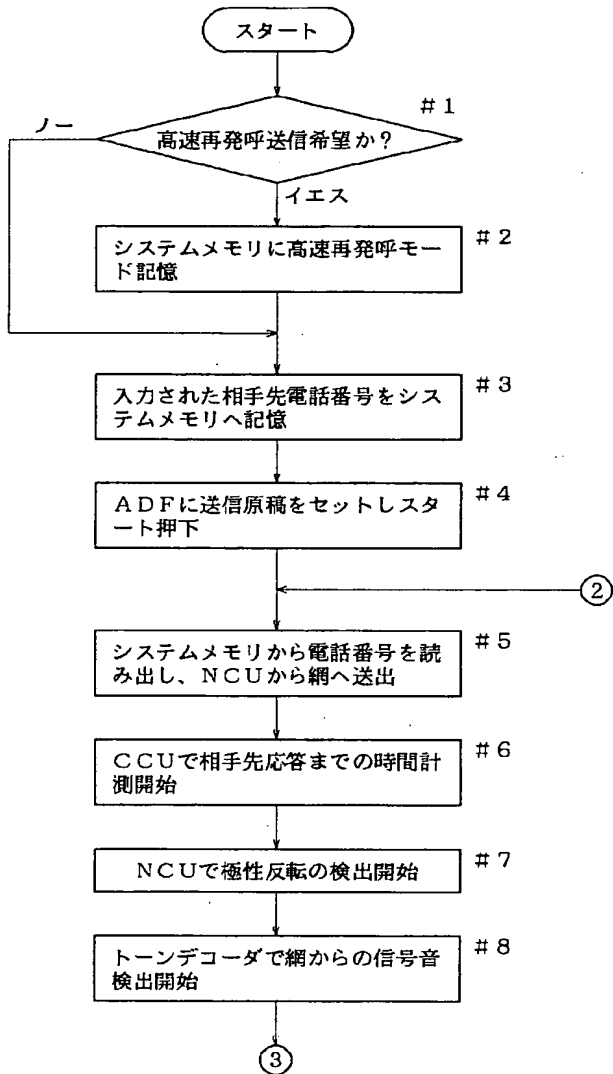 スタート
#1
ノー
高速再発呼送信希望か?
イエス
#2
システムメモリに高速再発呼モー
ド記憶
#3
入力された相手先電話番号をシス
テムメモリへ記憶
#4
ADFに送信原稿をセットしスタ
ート押下
②
#5
システムメモリから電話番号を読
み出し、NCUから網へ送出
#6
CCUで相手先応答までの時間計
測開始
#7
NCUで極性反転の検出開始
#8
トーンデコーダで網からの信号音
検出開始
③